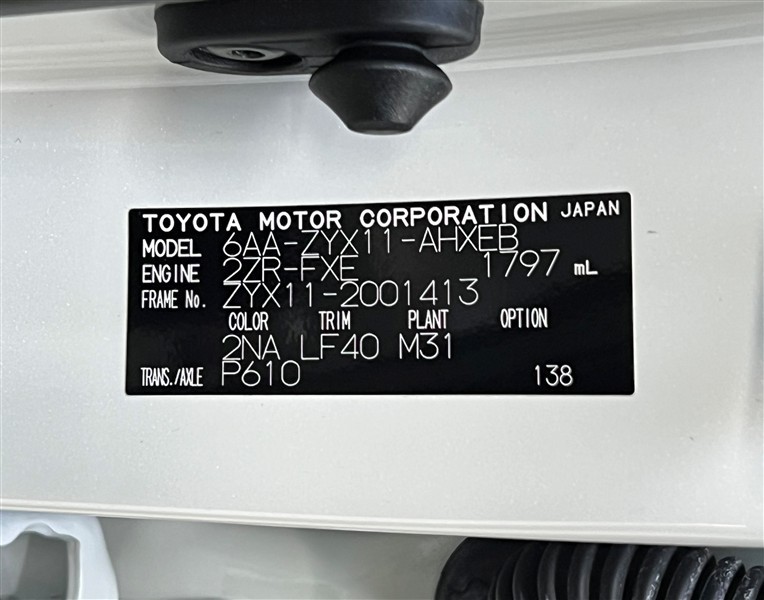 TOYOTA MOTOR CORPORATION JAPAN
MODEL 6AA-ZYX11-AHXEB
ENGINE 2ZR-FXE 1797 mL
FRAME No. ZYX11-2001413
COLOR TRIM PLANT OPTION
2NA LF40 M31
TRANS./AXLE P610 138